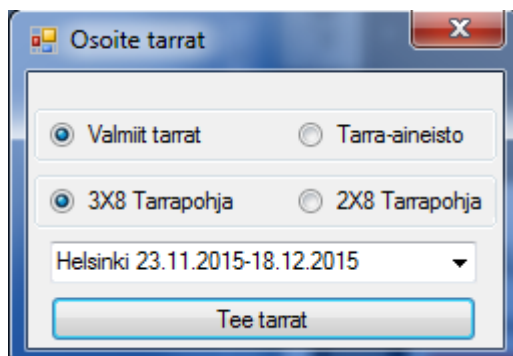 Osoite tarrat
Valmiit tarrat Tarra-aineisto
3X8 Tarrapohja 2X8 Tarrapohja
Helsinki 23.11.2015-18.12.2015
Tee tarrat